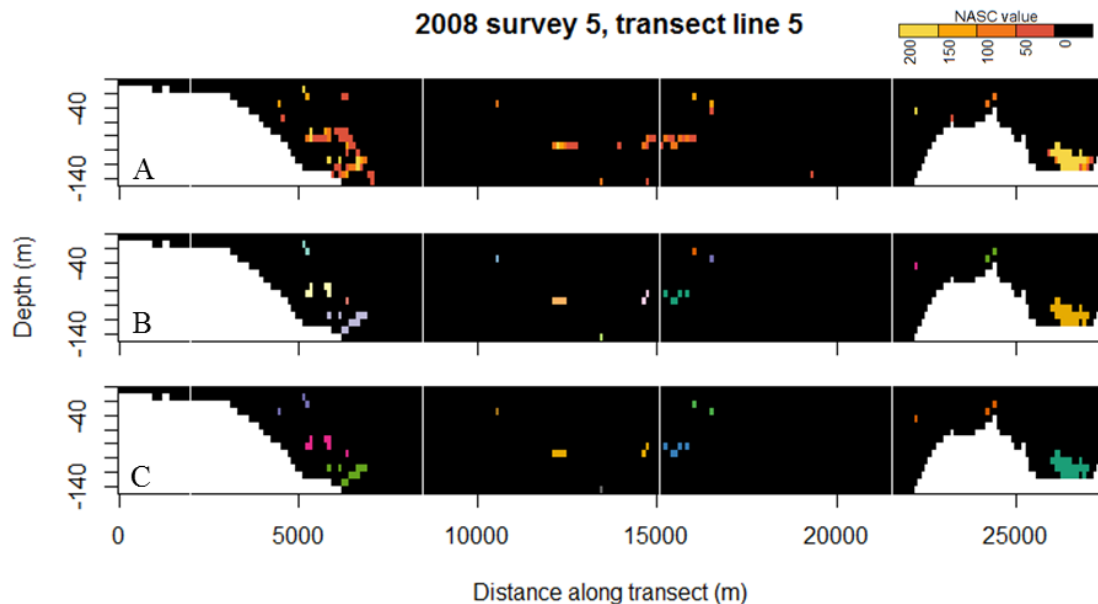 2008 survey 5, transect line 5
NASC value
200 150 100 50 0
Depth (m)
-40
-140
A
-40
-140
B
-40
-140
C
0 5000 10000 15000 20000 25000
Distance along transect (m)